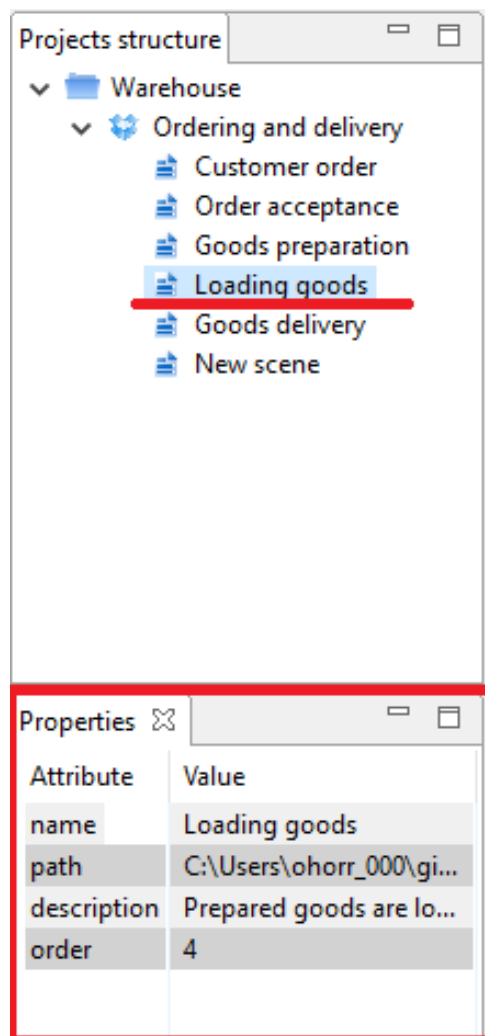 Projects structure
Warehouse
Ordering and delivery
Customer order
Order acceptance
Goods preparation
Loading goods
Goods delivery
New scene
Properties
Attribute Value
name Loading goods
path C:\Users\ohorr_000\gi...
description Prepared goods are lo...
order 4